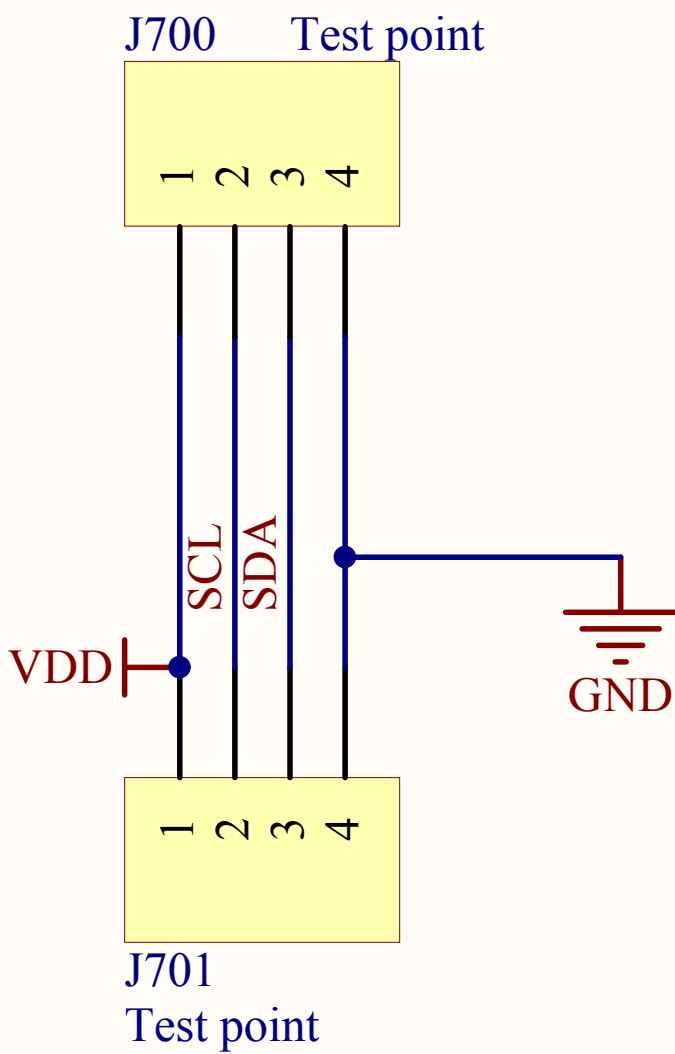 J700 Test point
1 2 3 4
SCL SDA
VDD
GND
1 2 3 4
J701
Test point